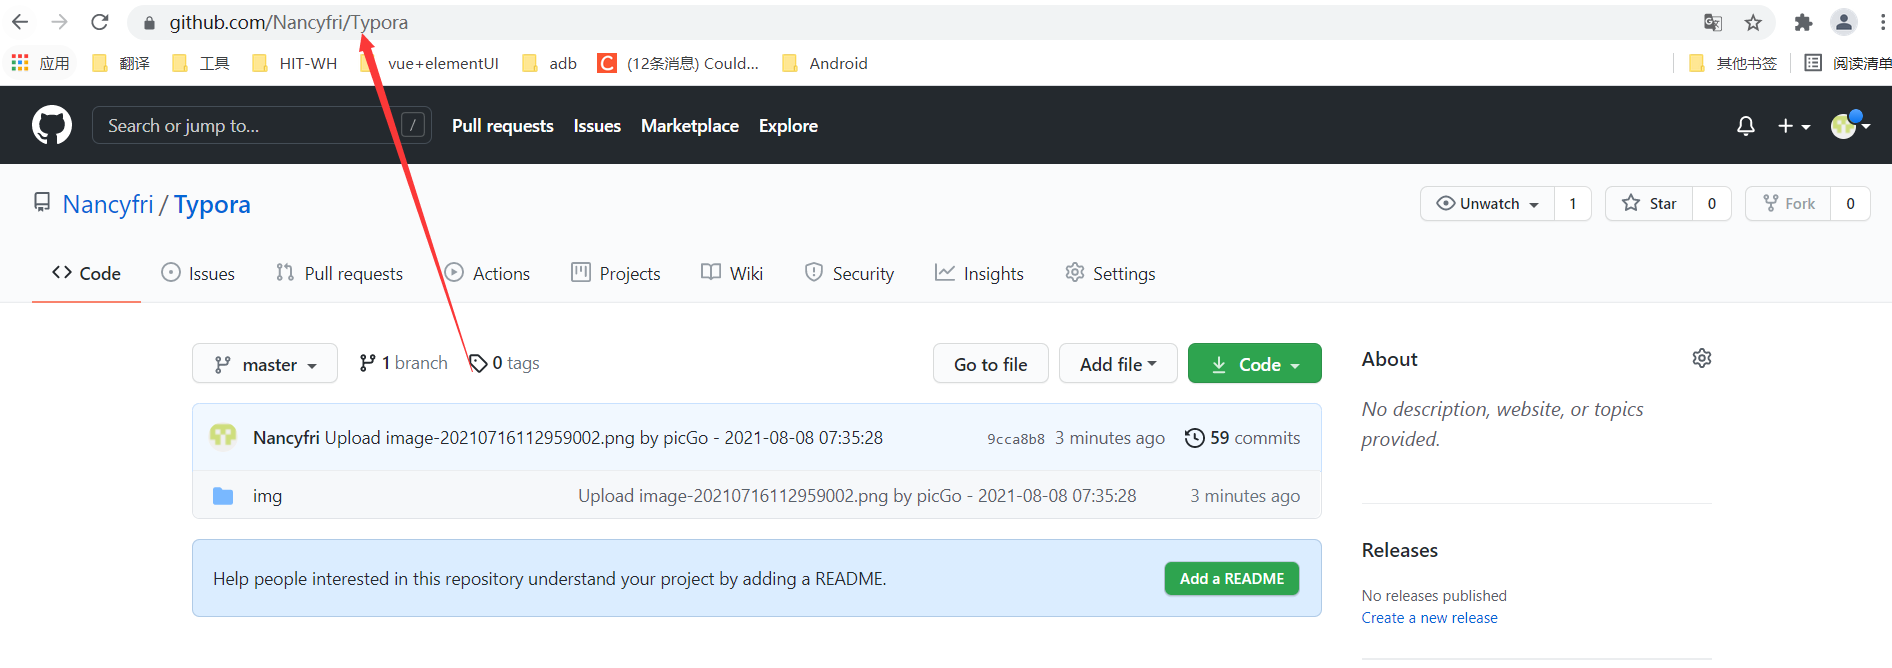 github.com/Nancyfri/Typora
应用 翻译 工具 HIT-WH vue+elementUI adb C (12条消息) Could... Android 其他书签 阅读清单
Search or jump to... / Pull requests Issues Marketplace Explore
Nancyfri / Typora Unwatch 1 Star 0 Fork 0
Code Issues Pull requests Actions Projects Wiki Security Insights Settings
master 1 branch 0 tags Go to file Add file Code
About
No description, website, or topics
provided.
Nancyfri Upload image-20210716112959002.png by picGo - 2021-08-08 07:35:28 9cca8b8 3 minutes ago 59 commits
img Upload image-20210716112959002.png by picGo - 2021-08-08 07:35:28 3 minutes ago
Help people interested in this repository understand your project by adding a README. Add a README
Releases
No releases published
Create a new release